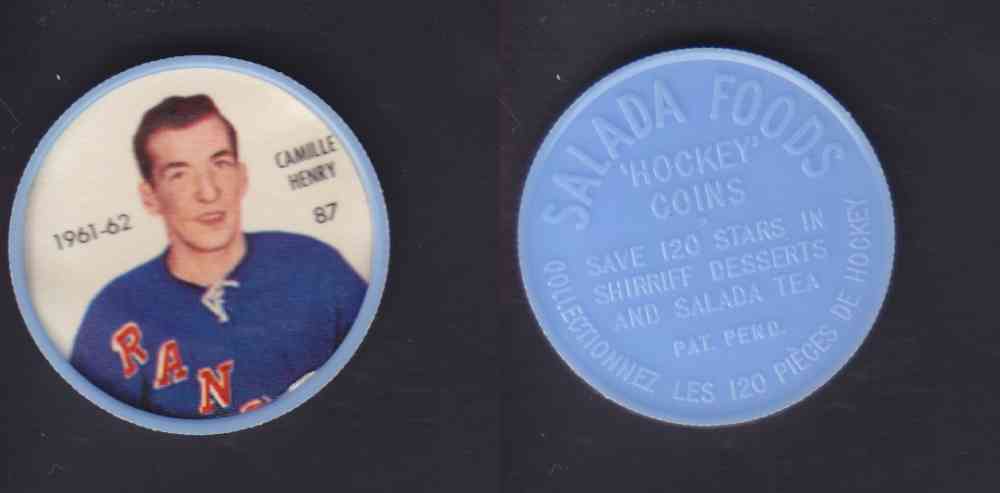 CAMILLE
HENRY
87
1961-62
RAN
SALADA FOODS
"HOCKEY"
COINS
SAVE 120 STARS IN
SHIRRIFF DESSERTS
AND SALADA TEA
PAT. PEND.
COLLECTIONNEZ LES 120 PIÈCES DE HOCKEY